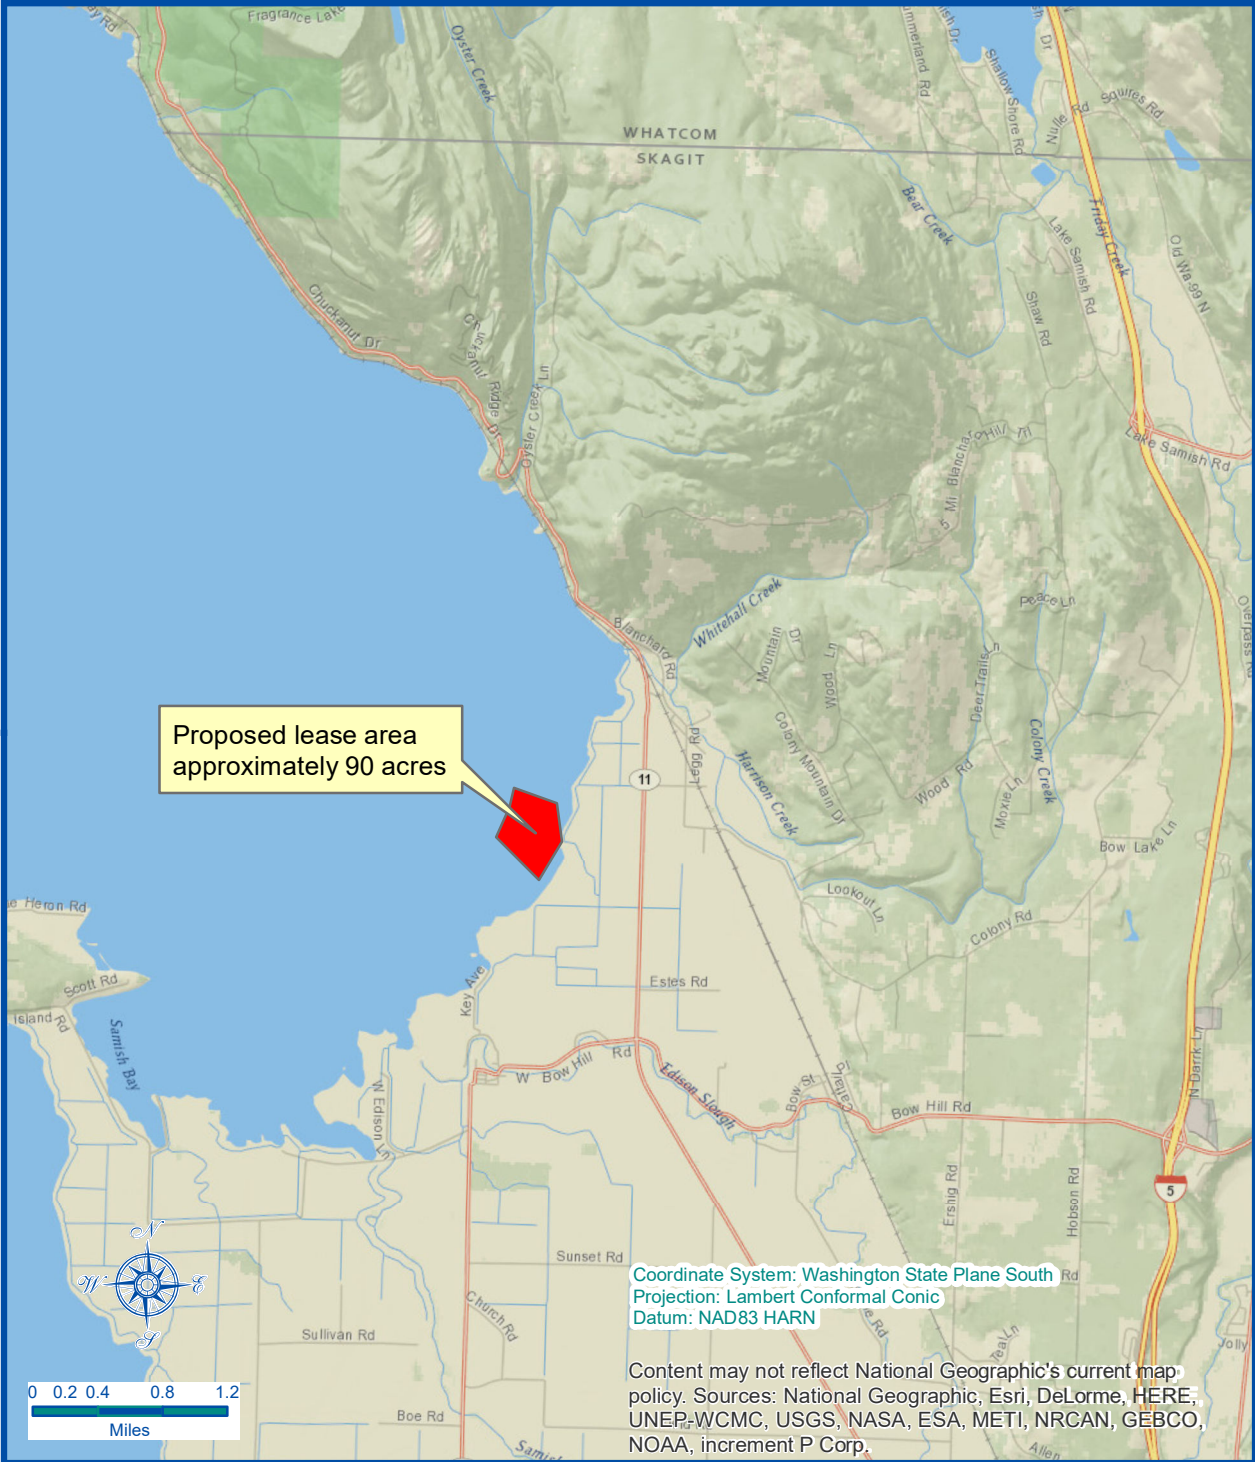 Fragrance Lake
Oyster Creek
Shallow Shore Rd
Nulle Rd
Squires Rd
WHATCOM
SKAGIT
Bear Creek
Friday Creek
Lake Samish Rd
Old Wa-99 N
Shaw Rd
Chuckanut Dr
Chuckanut Ridge Dr
Oyster Creek Ln
Lake Samish Rd
Whitehall Creek
Blanchard Rd
Peace Ln
Mountain Dr
Wood Ln
Deer Trails Ln
Colony Creek
Proposed lease area
approximately 90 acres
11
Legg Rd
Harrison Creek
Colony Mountain Dr
Wood Rd
Moxie Ln
Bow Lake Ln
Lookout Ln
Colony Rd
Heron Rd
Scott Rd
Island Rd
Samish Bay
Key Ave
Estes Rd
W Bow Hill Rd
Edison Slough
W Edison Ln
Bow St
Bow Hill Rd
N Darrk Ln
5
Ershig Rd
Hobson Rd
N
W
E
S
Sunset Rd
Church Rd
Sullivan Rd
Boe Rd
Rd
Teal Ln
Jolly
Allen
Coordinate System: Washington State Plane South
Projection: Lambert Conformal Conic
Datum: NAD83 HARN
Content may not reflect National Geographic's current map
policy. Sources: National Geographic, Esri, DeLorme, HERE,
UNEP-WCMC, USGS, NASA, ESA, METI, NRCAN, GEBCO,
NOAA, increment P Corp.
0 0.2 0.4 0.8 1.2
Miles